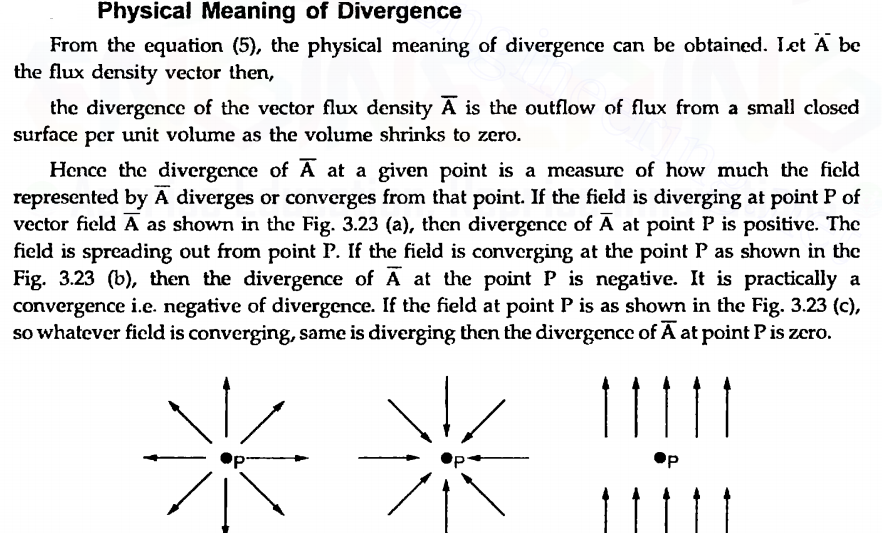 Physical Meaning of Divergence
From the equation (5), the physical meaning of divergence can be obtained. Let A̅ be
the flux density vector then,
the divergence of the vector flux density A̅ is the outflow of flux from a small closed
surface per unit volume as the volume shrinks to zero.
Hence the divergence of A̅ at a given point is a measure of how much the field
represented by A̅ diverges or converges from that point. If the field is diverging at point P of
vector field A̅ as shown in the Fig. 3.23 (a), then divergence of A̅ at point P is positive. The
field is spreading out from point P. If the field is converging at the point P as shown in the
Fig. 3.23 (b), then the divergence of A̅ at the point P is negative. It is practically a
convergence i.e. negative of divergence. If the field at point P is as shown in the Fig. 3.23 (c),
so whatever field is converging, same is diverging then the divergence of A̅ at point P is zero.
P P P